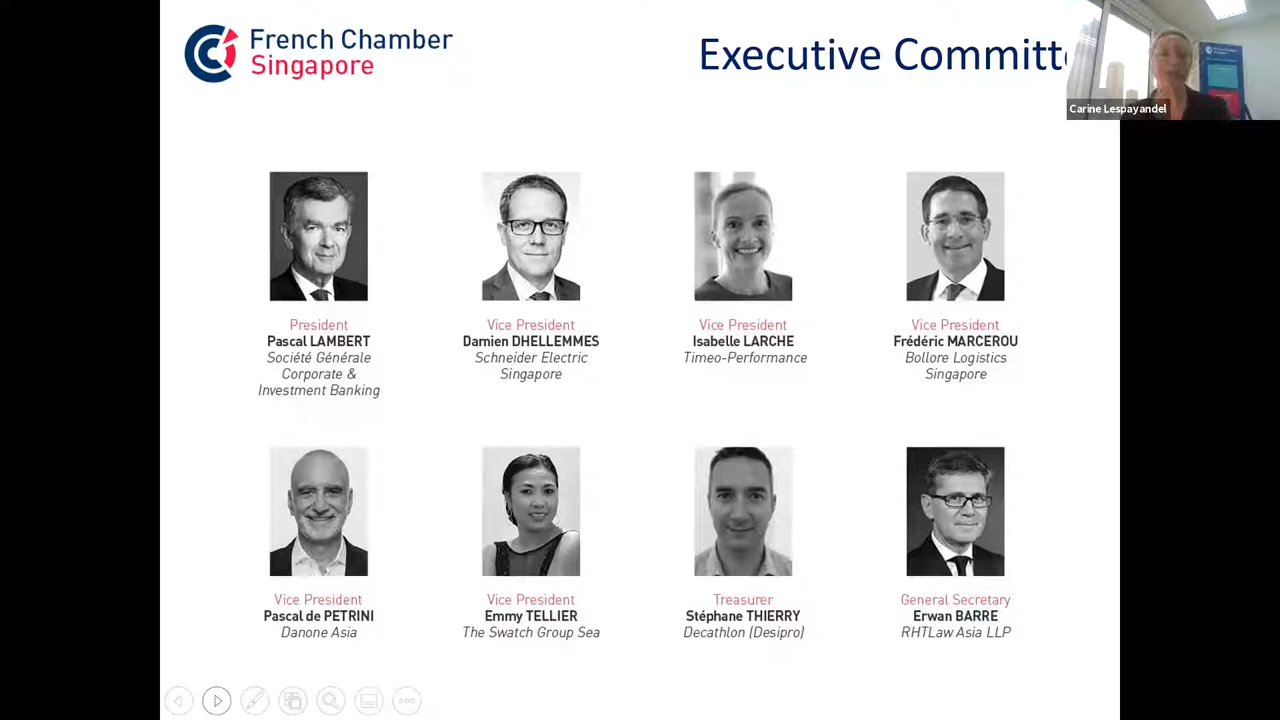 French Chamber
Singapore
Executive Committe
Carine Lespayandel
President
Pascal LAMBERT
Société Générale
Corporate &
Investment Banking
Vice President
Damien DHELLEMMES
Schneider Electric
Singapore
Vice President
Isabelle LARCHE
Timeo-Performance
Vice President
Frédéric MARCEROU
Bollore Logistics
Singapore
Vice President
Pascal de PETRINI
Danone Asia
Vice President
Emmy TELLIER
The Swatch Group Sea
Treasurer
Stéphane THIERRY
Decathlon (Desipro)
General Secretary
Erwan BARRE
RHTLaw Asia LLP